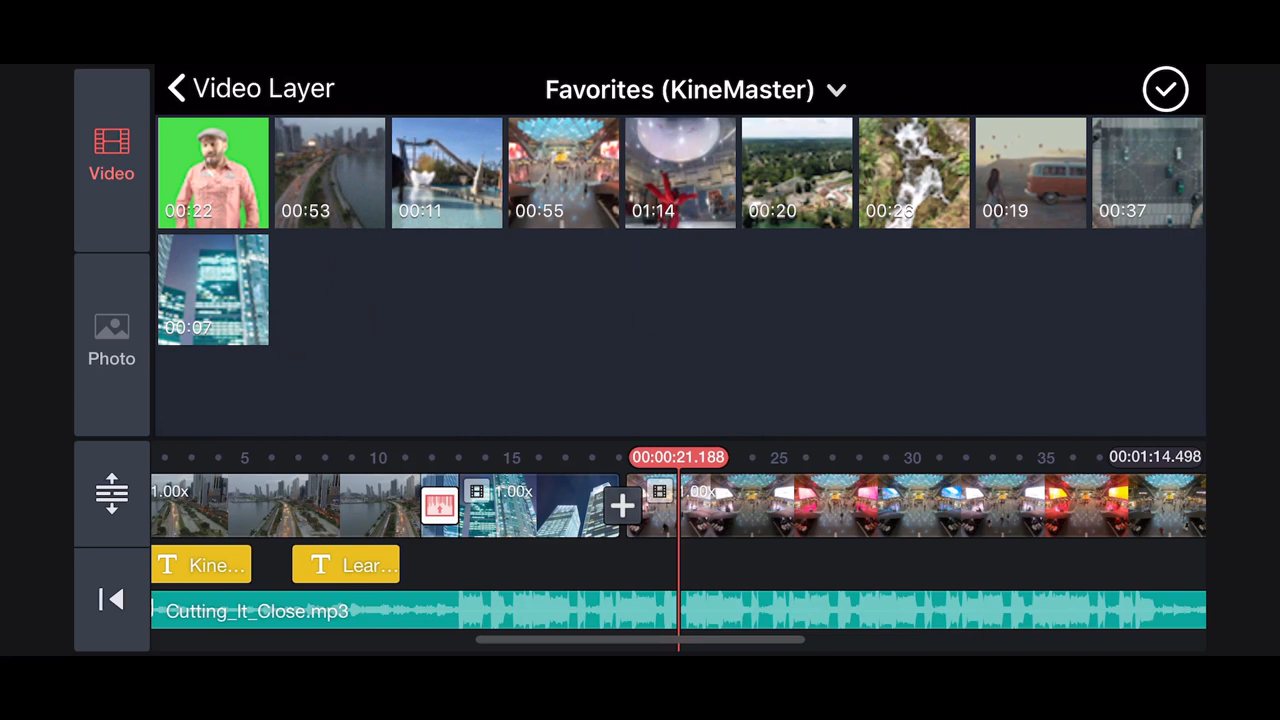 Video Layer
Favorites (KineMaster)
Video
Photo
00:22
00:53
00:11
00:55
01:14
00:20
00:26
00:19
00:37
00:07
5
10
15
00:00:21.188
25
30
35
00:01:14.498
1.00x
1.00x
1.00x
T Kine...
T Lear...
Cutting_It_Close.mp3